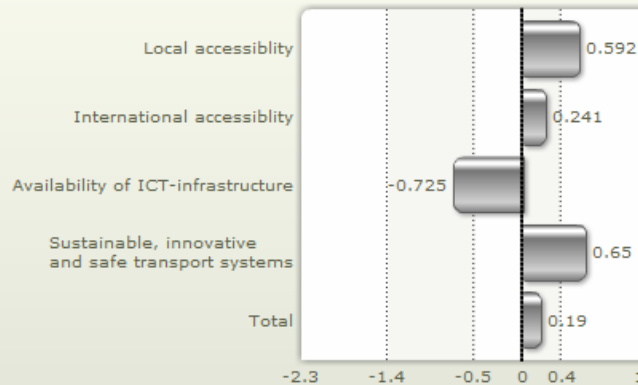 Local accessiblity
0.592
International accessiblity
0.241
Availability of ICT-infrastructure
-0.725
Sustainable, innovative
and safe transport systems
0.65
Total
0.19
-2.3 -1.4 -0.5 0 0.4